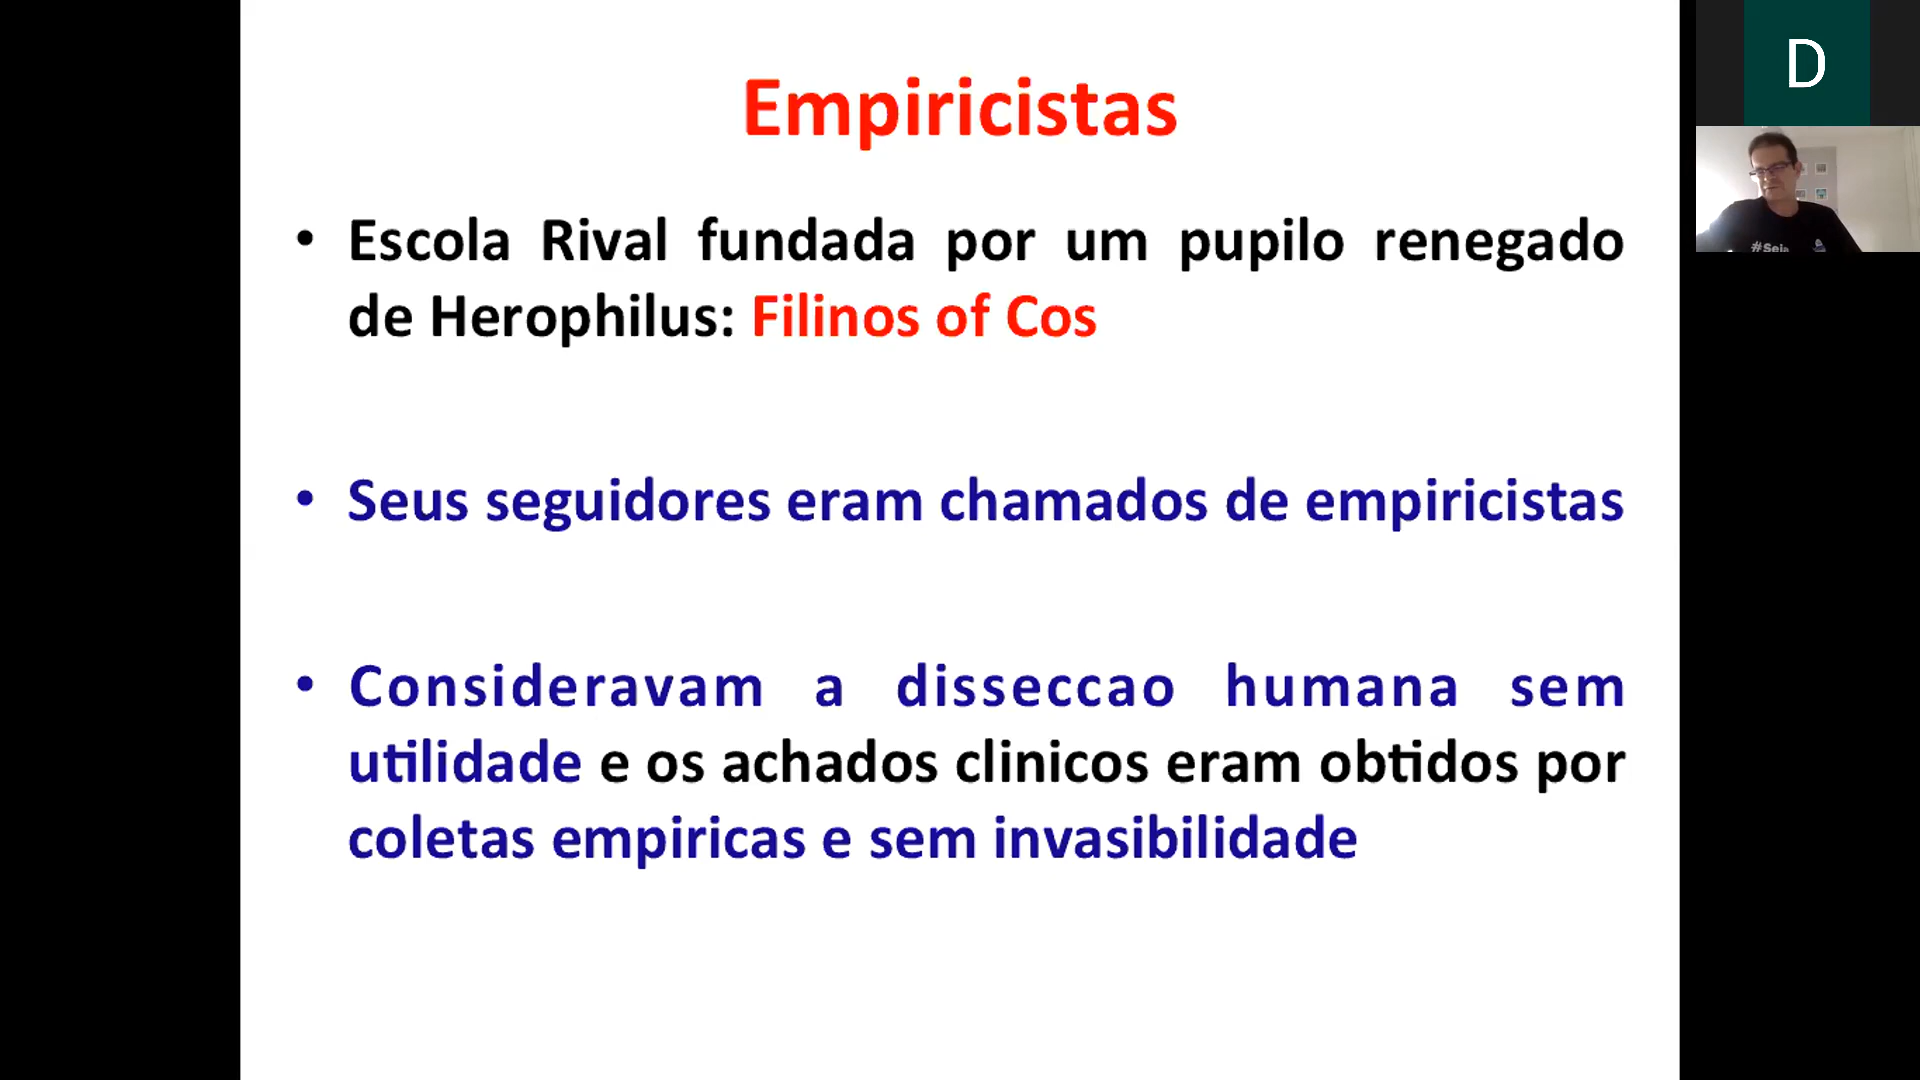 Empiricistas
• Escola Rival fundada por um pupilo renegado
de Herophilus: Filinos of Cos
• Seus seguidores eram chamados de empiricistas
• Consideravam a disseccao humana sem
utilidade e os achados clinicos eram obtidos por
coletas empiricas e sem invasibilidade
D
#Seja